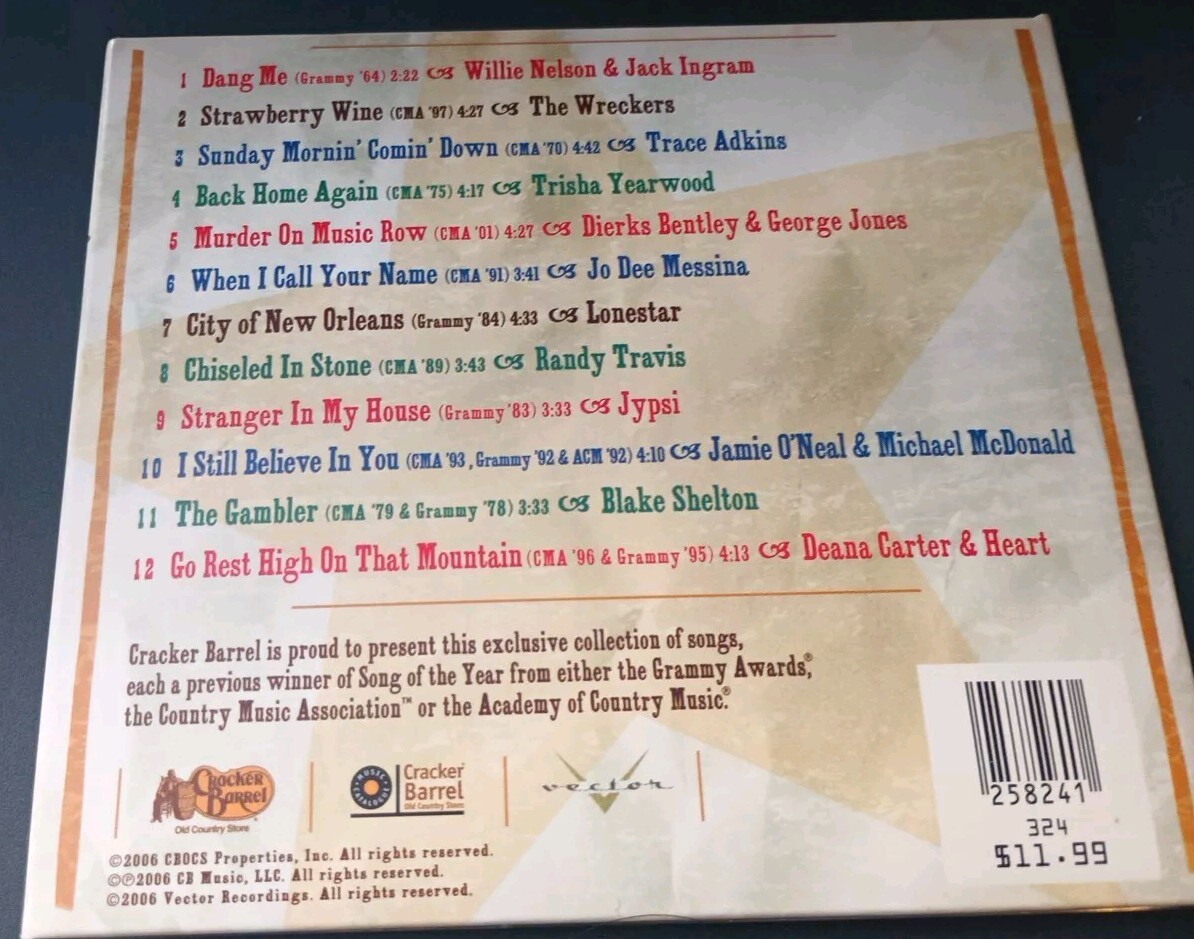 1 Dang Me (Grammy '64) 2:22 Willie Nelson & Jack Ingram
2 Strawberry Wine (CMA '97) 4:27 The Wreckers
3 Sunday Mornin' Comin' Down (CMA '70) 4:42 Trace Adkins
4 Back Home Again (CMA '75) 4:17 Trisha Yearwood
5 Murder On Music Row (CMA '01) 4:27 Dierks Bentley & George Jones
6 When I Call Your Name (CMA '91) 3:41 Jo Dee Messina
7 City of New Orleans (Grammy '84) 4:33 Lonestar
8 Chiseled In Stone (CMA '89) 3:43 Randy Travis
9 Stranger In My House (Grammy '83) 3:33 Jypsi
10 I Still Believe In You (CMA '93, Grammy '92 & ACM '92) 4:10 Jamie O'Neal & Michael McDonald
11 The Gambler (CMA '79 & Grammy '78) 3:33 Blake Shelton
12 Go Rest High On That Mountain (CMA '96 & Grammy '95) 4:13 Deana Carter & Heart
Cracker Barrel is proud to present this exclusive collection of songs,
each a previous winner of Song of the Year from either the Grammy Awards,®
the Country Music Association™ or the Academy of Country Music.®
Cracker
Barrel
Old Country Store
MUSIC
CATALOGUE
Cracker
Barrel
Old Country Store
vector
©2006 CBOCS Properties, Inc. All rights reserved.
©℗2006 CB Music, LLC. All rights reserved.
©2006 Vector Recordings. All rights reserved.
258241
324
$11.99